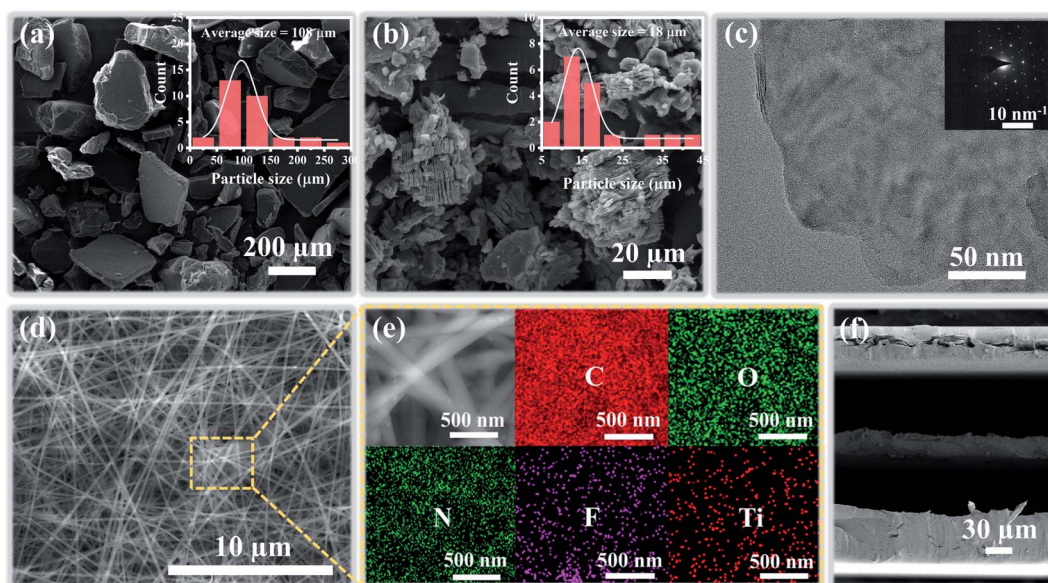 (a)
Average size = 108 μm
Count
25
20
15
10
5
0
0 50 100 150 200 250 300
Particle size (μm)
200 μm
(b)
Average size = 18 μm
Count
10
8
6
4
2
0
5 15 25 35 45
Particle size (μm)
20 μm
(c)
10 nm⁻¹
50 nm
(d)
10 μm
(e)
500 nm
C
500 nm
O
500 nm
N
500 nm
F
500 nm
Ti
500 nm
(f)
30 μm